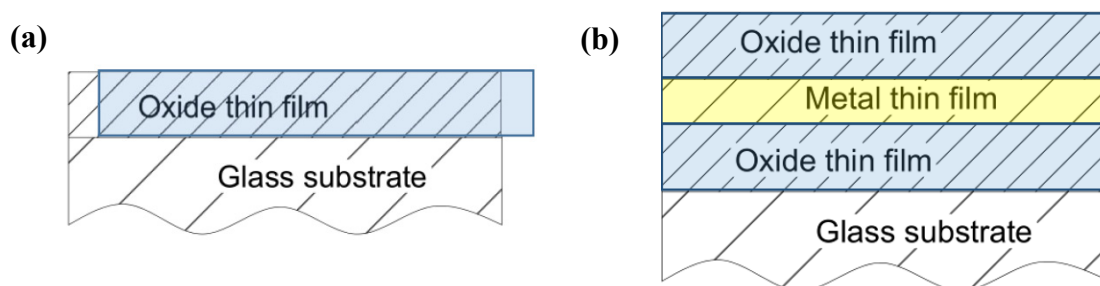 (a)
Oxide thin film
Glass substrate
(b)
Oxide thin film
Metal thin film
Oxide thin film
Glass substrate